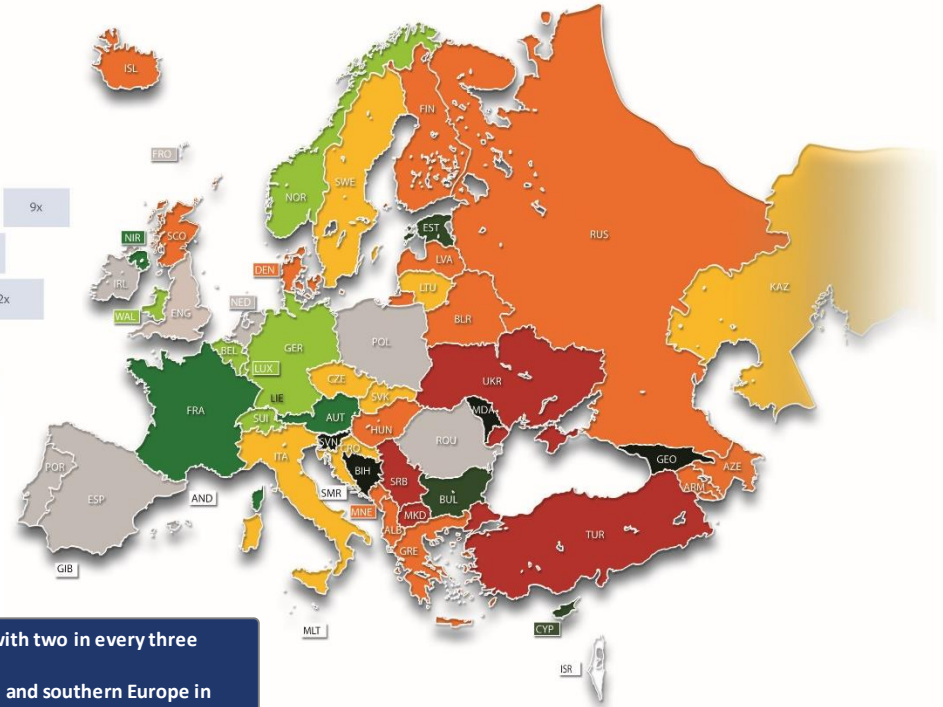 ISL
FIN
FRO
NOR
SWE
9x
RUS
NIR
SCO
EST
LVA
DEN
IRL
LTU
KAZ
2x
NED
WAL
ENG
BLR
POL
BEL
GER
LUX
UKR
CZE
LIE
SVK
FRA
AUT
MDA
SUI
HUN
SVN
ROU
CRO
ITA
GEO
POR
BIH
SRB
AZE
ESP
AND
SMR
BUL
ARM
MNE
MKD
ALB
TUR
GRE
GIB
MLT
CYP
with two in every three
ISR
and southern Europe in